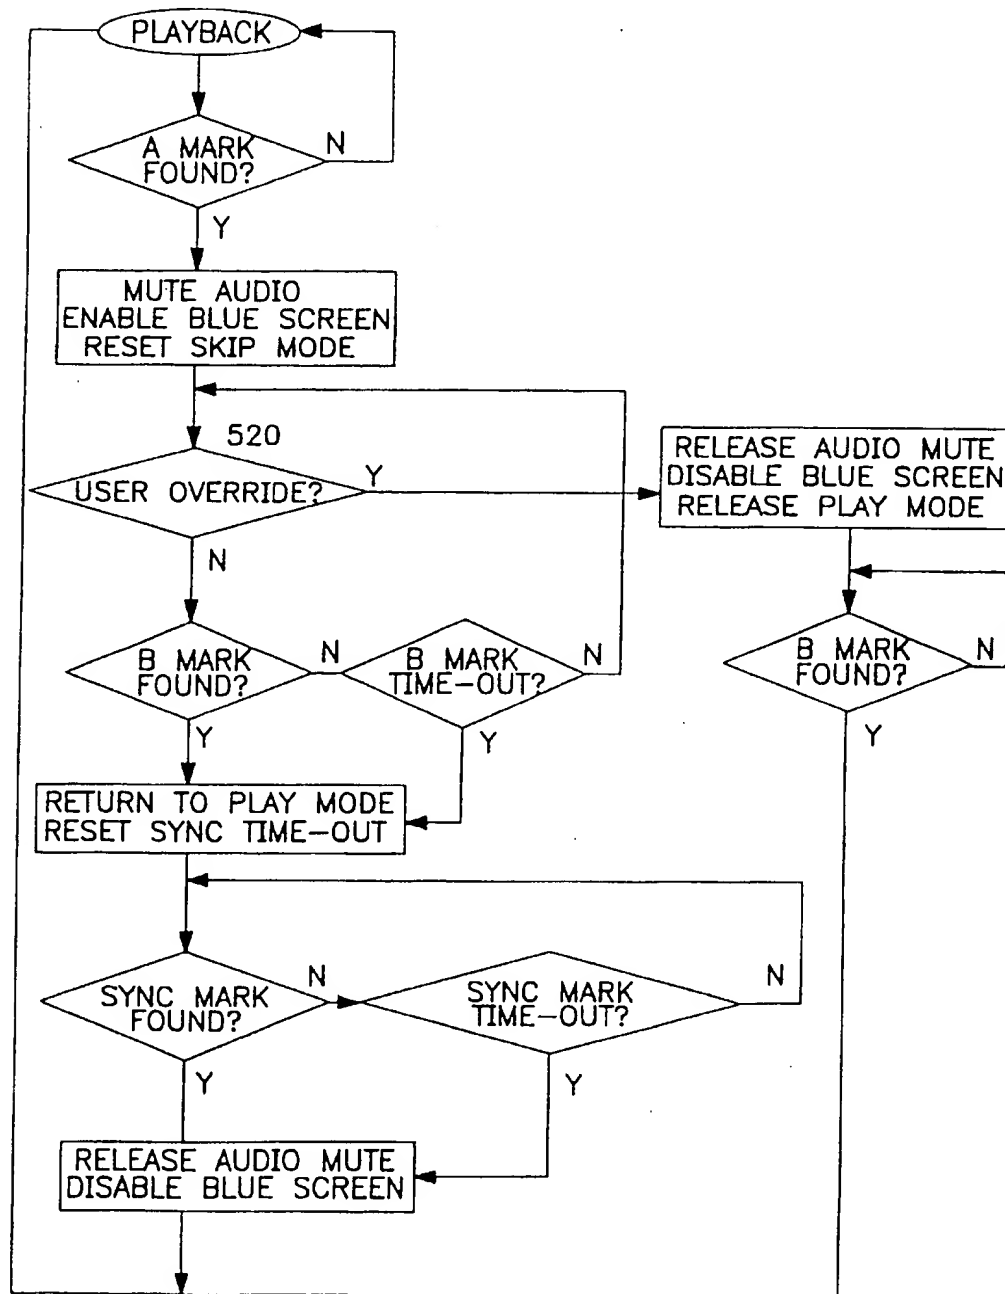 PLAYBACK
A MARK
FOUND?
N
Y
MUTE AUDIO
ENABLE BLUE SCREEN
RESET SKIP MODE
520
USER OVERRIDE?
Y
N
RELEASE AUDIO MUTE
DISABLE BLUE SCREEN
RELEASE PLAY MODE
B MARK
FOUND?
N
Y
B MARK
TIME-OUT?
N
Y
B MARK
FOUND?
N
Y
RETURN TO PLAY MODE
RESET SYNC TIME-OUT
SYNC MARK
FOUND?
N
Y
SYNC MARK
TIME-OUT?
N
Y
RELEASE AUDIO MUTE
DISABLE BLUE SCREEN